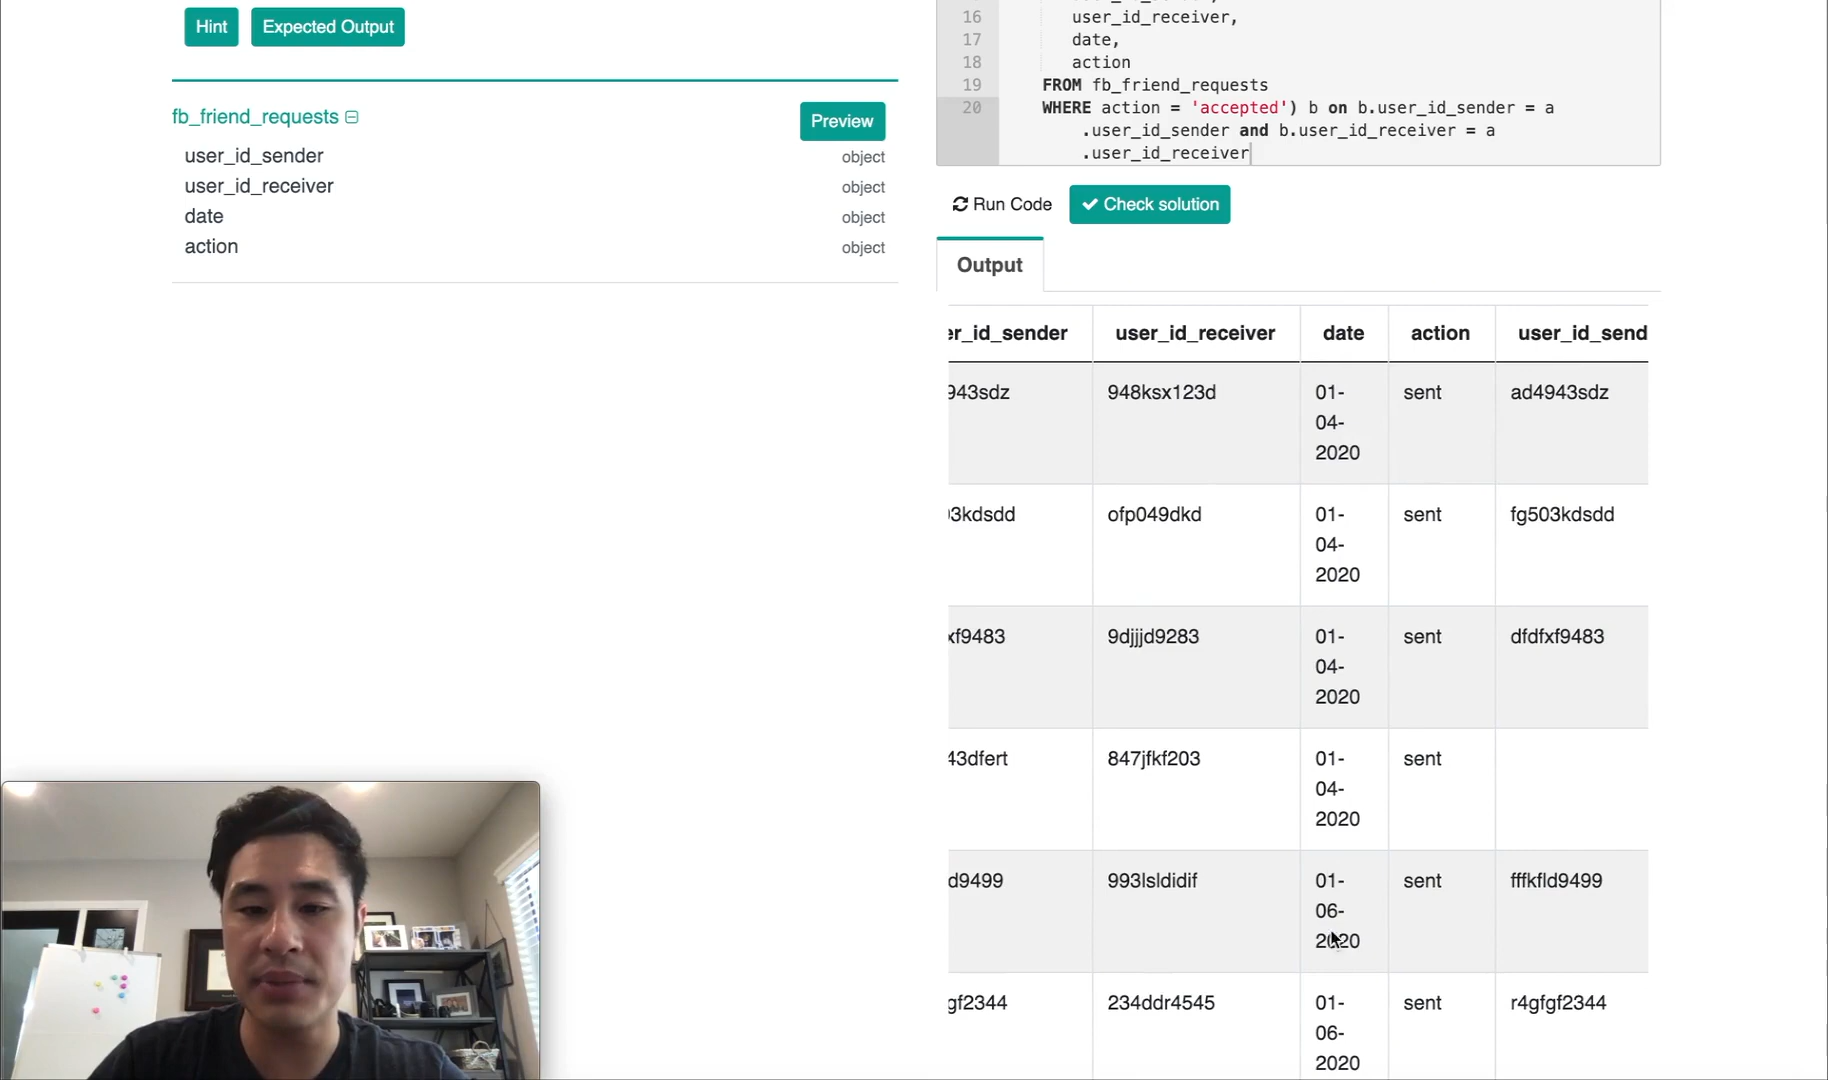 Hint
Expected Output
fb_friend_requests
Preview
user_id_sender object
user_id_receiver object
date object
action object
16 user_id_receiver,
17 date,
18 action
19 FROM fb_friend_requests
20 WHERE action = 'accepted') b on b.user_id_sender = a
.user_id_sender and b.user_id_receiver = a
.user_id_receiver
Run Code
Check solution
Output
er_id_sender user_id_receiver date action user_id_send
943sdz 948ksx123d 01-
04-
2020 sent ad4943sdz
3kdsdd ofp049dkd 01-
04-
2020 sent fg503kdsdd
xf9483 9djjjd9283 01-
04-
2020 sent dfdfxf9483
43dfert 847jfkf203 01-
04-
2020 sent
d9499 993lsldidif 01-
06-
2020 sent fffkfld9499
gf2344 234ddr4545 01-
06-
2020 sent r4gfgf2344